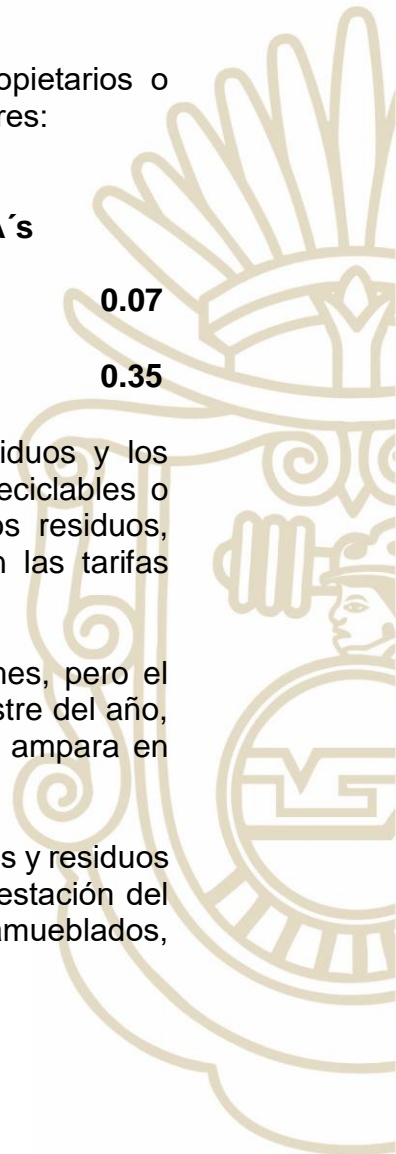 opietarios o
res:
A´s
0.07
0.35
iduos y los
eciclables o
os residuos,
n las tarifas
nes, pero el
stre del año,
ampara en
s y residuos
estación del
amueblados,